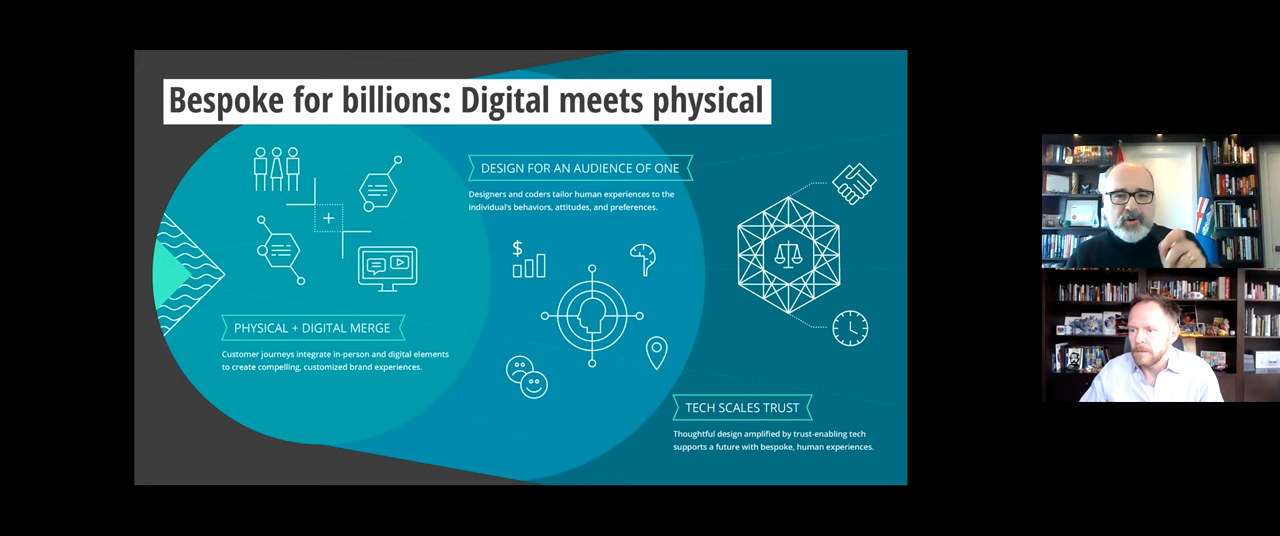 Bespoke for billions: Digital meets physical
DESIGN FOR AN AUDIENCE OF ONE
Designers and coders tailor human experiences to the
individual's behaviors, attitudes, and preferences.
$
PHYSICAL + DIGITAL MERGE
Customer journeys integrate in-person and digital elements
to create compelling, customized brand experiences.
TECH SCALES TRUST
Thoughtful design amplified by trust-enabling tech
supports a future with bespoke, human experiences.